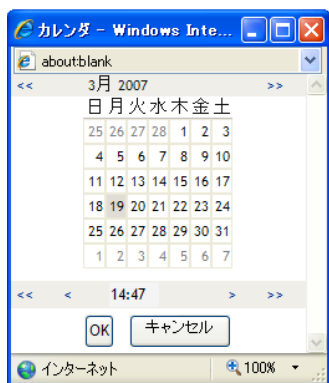 カレンダ - Windows Inte...
about:blank
<< 3月 2007 >>
日 月 火 水 木 金 土
25 26 27 28 1 2 3
4 5 6 7 8 9 10
11 12 13 14 15 16 17
18 19 20 21 22 23 24
25 26 27 28 29 30 31
1 2 3 4 5 6 7
<< < 14:47 > >>
OK キャンセル
インターネット 100%